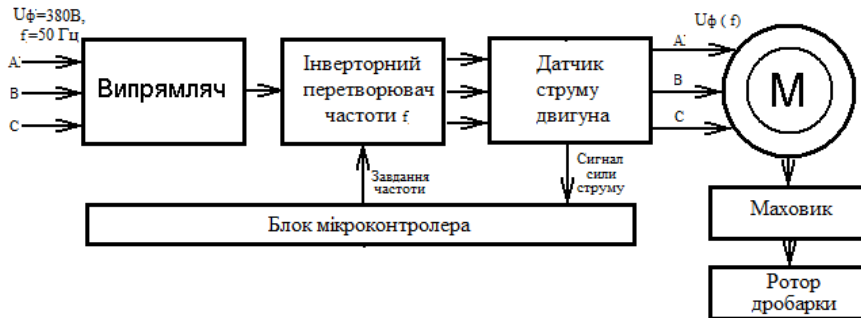 Uф=380В,
f=50 Гц
A
B
C
Випрямляч
Інверторний
перетворювач
частоти f
Датчик
струму
двигуна
Uф ( f )
A
B
C
М
Завдання
частоти
Сигнал
сили
струму
Блок мікроконтролера
Маховик
Ротор
дробарки